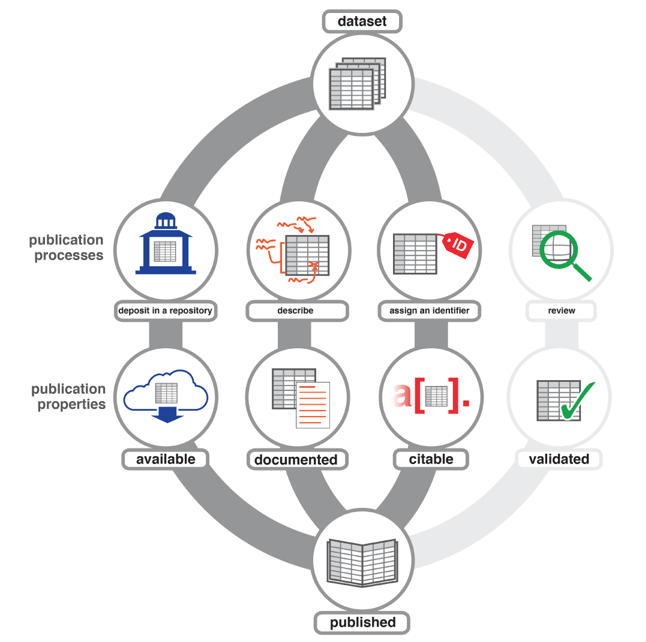 dataset
publication
processes
ID
deposit in a repository
describe
assign an identifier
review
publication
properties
a[ ].
available
documented
citable
validated
published